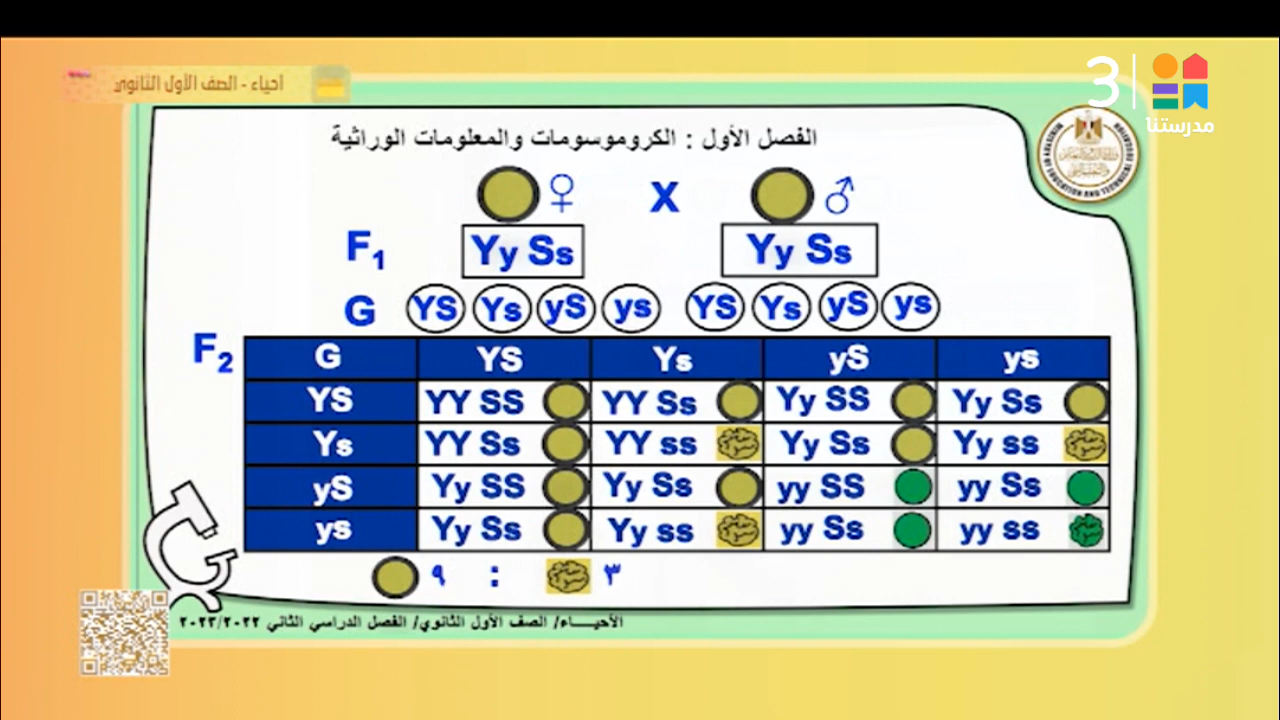 3
مدرستنا
احياء - الصف الأول الثانوي
الفصل الأول : الكروموسومات والمعلومات الوراثية
♀ X ♂
F1 Yy Ss Yy Ss
G YS Ys yS ys YS Ys yS ys
F2
G YS Ys yS ys
YS YY SS YY Ss Yy SS Yy Ss
Ys YY Ss YY ss Yy Ss Yy ss
yS Yy SS Yy Ss yy SS yy Ss
ys Yy Ss Yy ss yy Ss yy ss
٩ : ٣
الأحيـــاء/ الصف الأول الثانوي/ الفصل الدراسي الثاني ٢٠٢٣/٢٠٢٢